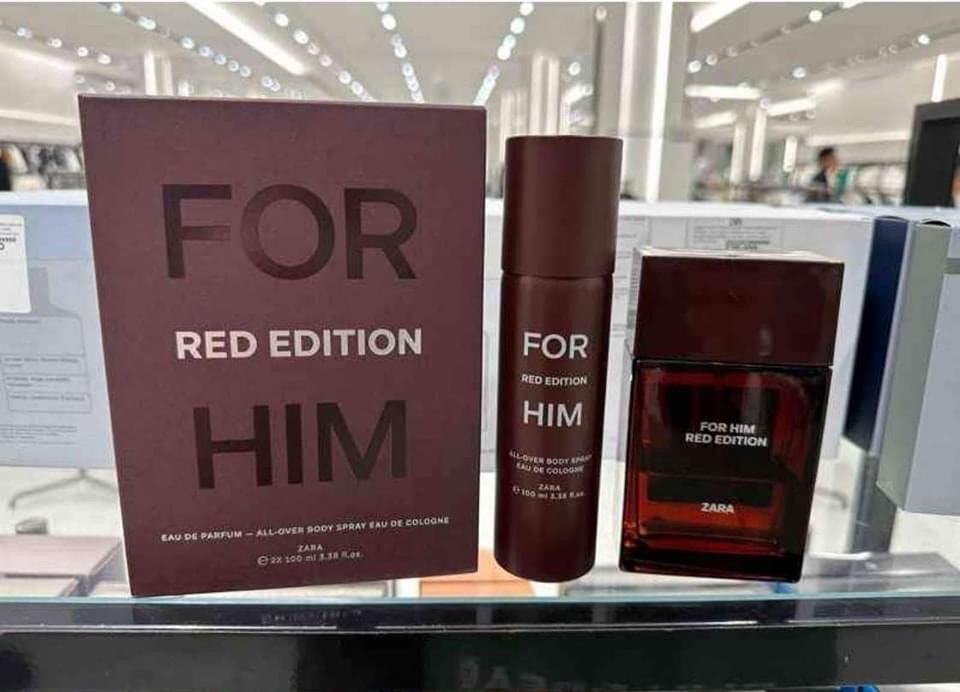 FOR
RED EDITION
HIM
EAU DE PARFUM — ALL-OVER BODY SPRAY EAU DE COLOGNE
ZARA
℮ 2X 100 ml 3.38 fl.oz.
FOR
RED EDITION
HIM
ALL-OVER BODY SPRAY
EAU DE COLOGNE
ZARA
℮ 100 ml 3.38 fl.oz.
FOR HIM
RED EDITION
ZARA